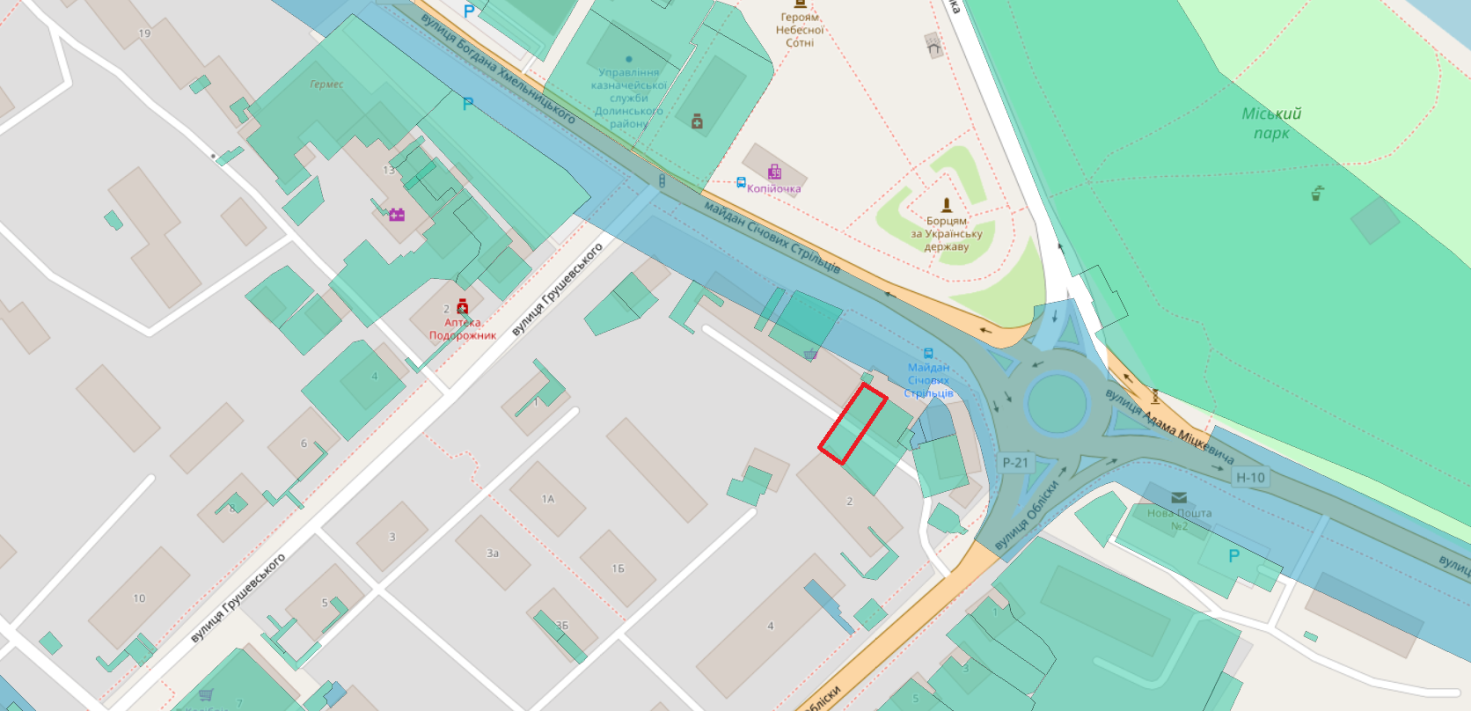 19
вулиця Богдана Хмельницького
P
Героям
Небесної
Сотні
Гермес
Управління
казначейської
служби
Долинського
району
P
Міський
парк
13
Копійочка
майдан Січових Стрільців
Борцям
за Українську
державу
вулиця Грушевського
2
Аптека
Подорожник
Майдан
Січових
Стрільців
4
1
вулиця Адама Міцкевича
6
P-21
H-10
2
1А
Нова Пошта
№2
8
3
3а
1Б
вулиця Обліски
P
вулиця Грушевського
10
5
3Б
4
1
3
5
7